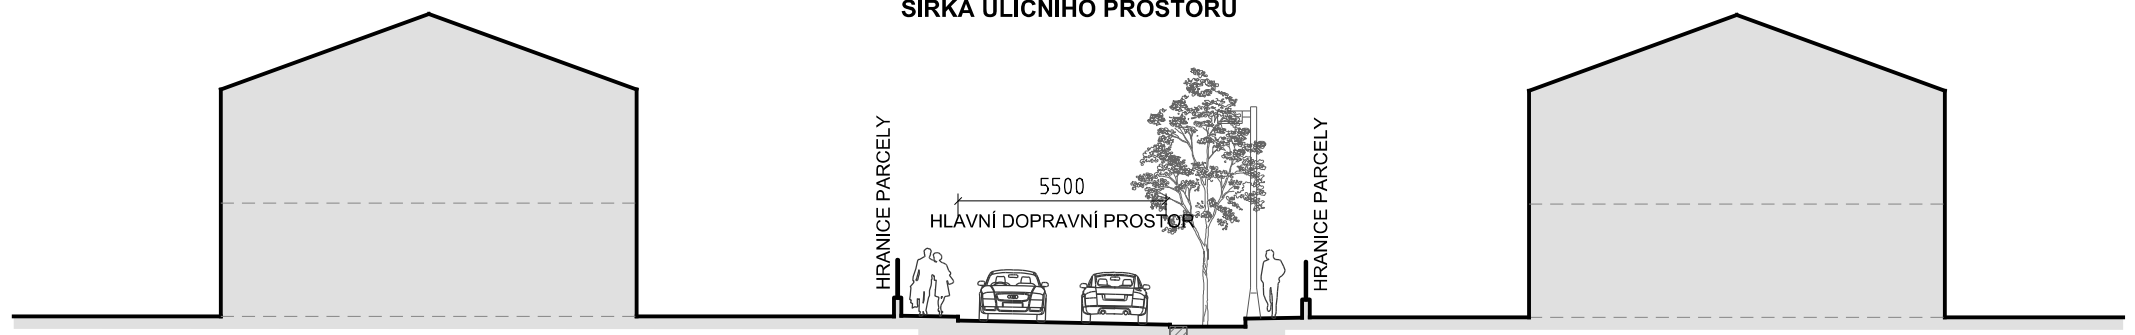 ŠÍŘKA ULIČNÍHO PROSTORU
HRANICE PARCELY
5500
HLAVNÍ DOPRAVNÍ PROSTOR
HRANICE PARCELY